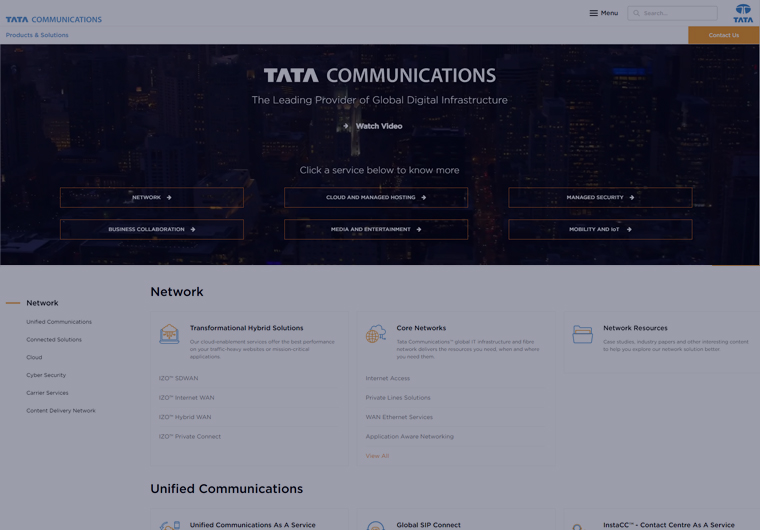 TATA COMMUNICATIONS
Menu
Search...
TATA
Products & Solutions
Contact Us
TATA COMMUNICATIONS
The Leading Provider of Global Digital Infrastructure
Watch Video
Click a service below to know more
NETWORK
CLOUD AND MANAGED HOSTING
MANAGED SECURITY
BUSINESS COLLABORATION
MEDIA AND ENTERTAINMENT
MOBILITY AND IoT
Network
Unified Communications
Connected Solutions
Cloud
Cyber Security
Carrier Services
Content Delivery Network
Network
Transformational Hybrid Solutions
Our cloud-enablement services offer the best performance
on your traffic-heavy websites or mission-critical
applications
IZO™ SDWAN
IZO™ Internet WAN
IZO™ Hybrid WAN
IZO™ Private Connect
Core Networks
Tata Communications™ global IT infrastructure and fibre
network delivers the resources you need, when and where
you need them.
Internet Access
Private Lines Solutions
WAN Ethernet Services
Application Aware Networking
View All
Network Resources
Case studies, industry papers and other interesting content
to help you explore our network solution better.
Unified Communications
Unified Communications As A Service
Global SIP Connect
InstaCC™ - Contact Centre As A Service